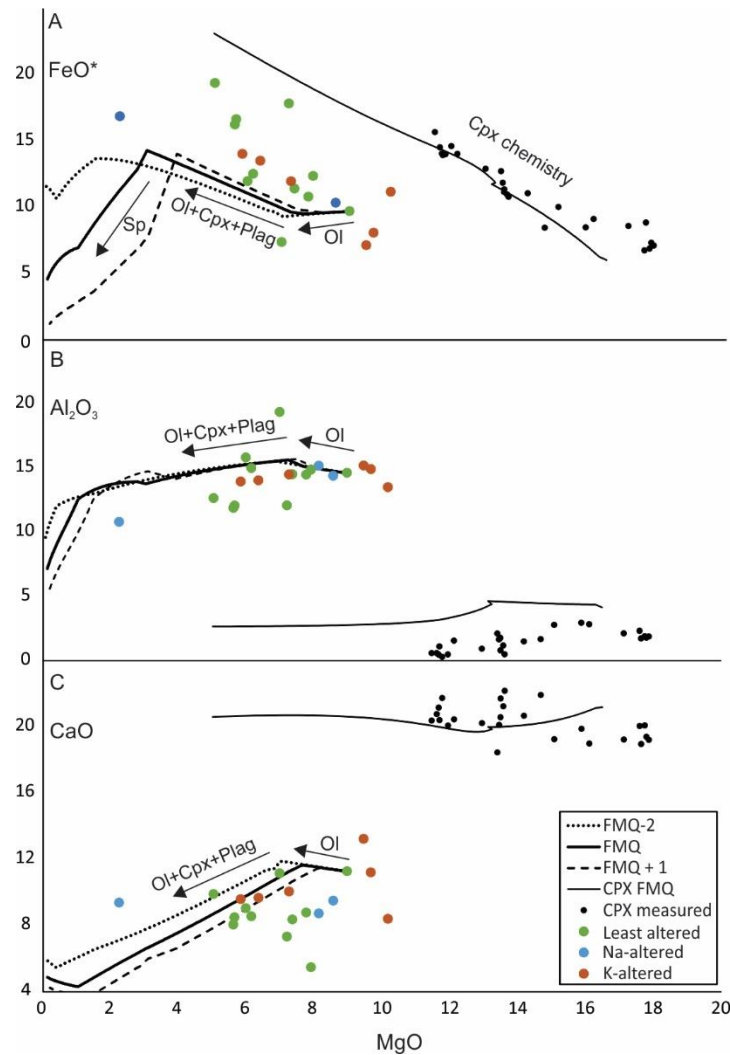 A
FeO*
20
15
10
5
0
Cpx chemistry
Ol+Cpx+Plag
Ol
Sp
B
Al₂O₃
20
15
10
5
0
Ol+Cpx+Plag
Ol
C
CaO
20
16
12
8
4
Ol+Cpx+Plag
Ol
FMQ-2
FMQ
FMQ + 1
CPX FMQ
CPX measured
Least altered
Na-altered
K-altered
0 2 4 6 8 10 12 14 16 18 20
MgO